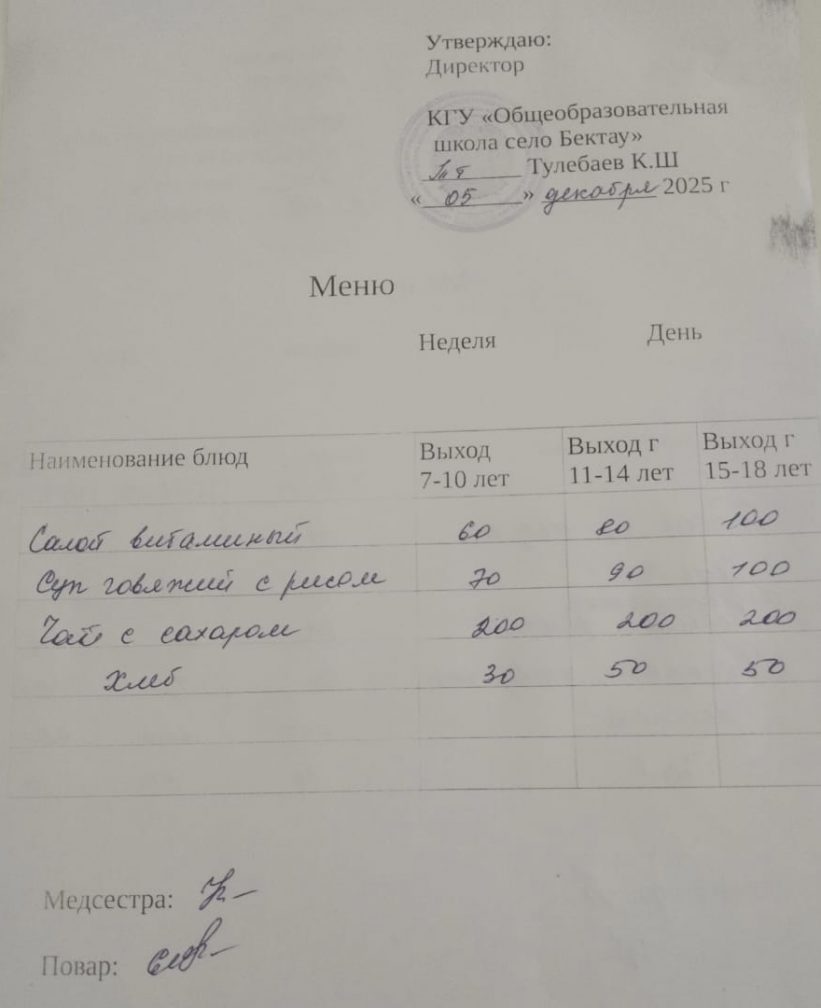 Утверждаю:
Директор
КГУ «Общеобразовательная
школа село Бектау»
Тулебаев К.Ш
« 05 » декабря 2025 г
Меню
Неделя День
Наименование блюд Выход 7-10 лет Выход г 11-14 лет Выход г 15-18 лет
Салат витаминый 60 80 100
Суп говяжий с рисом 70 90 100
Чай с сахаром 200 200 200
Хлеб 30 50 50
Медсестра:
Повар: